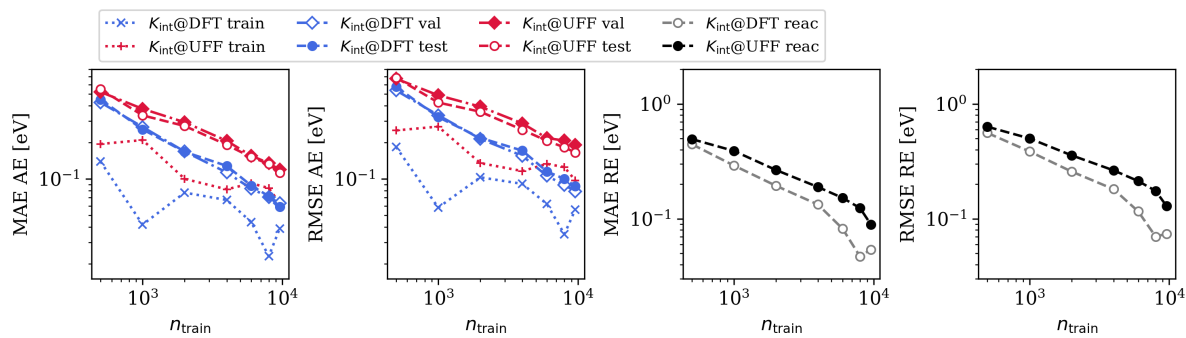 K_int@DFT train
K_int@UFF train
K_int@DFT val
K_int@DFT test
K_int@UFF val
K_int@UFF test
K_int@DFT reac
K_int@UFF reac
MAE AE [eV]
10^−1
10^3
10^4
n_train
RMSE AE [eV]
10^−1
10^3
10^4
n_train
MAE RE [eV]
10^0
10^−1
10^3
10^4
n_train
RMSE RE [eV]
10^0
10^−1
10^3
10^4
n_train